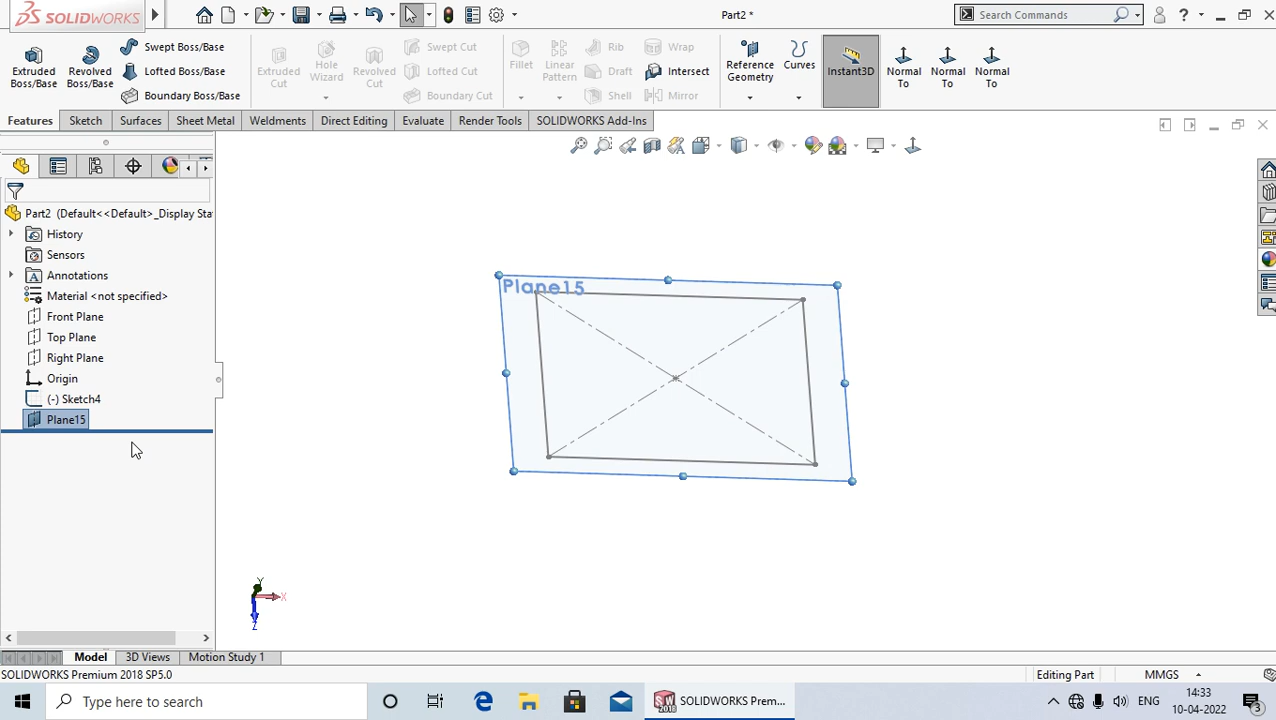 SOLIDWORKS
Part2 *
Search Commands
?
Extruded Boss/Base
Revolved Boss/Base
Swept Boss/Base
Lofted Boss/Base
Boundary Boss/Base
Extruded Cut
Hole Wizard
Revolved Cut
Swept Cut
Lofted Cut
Boundary Cut
Fillet
Linear Pattern
Rib
Draft
Shell
Wrap
Intersect
Mirror
Reference Geometry
Curves
Instant3D
Normal To
Normal To
Normal To
Features Sketch Surfaces Sheet Metal Weldments Direct Editing Evaluate Render Tools SOLIDWORKS Add-Ins
Part2 (Default<<Default>_Display Sta
History
Sensors
Annotations
Material <not specified>
Front Plane
Top Plane
Right Plane
Origin
(-) Sketch4
Plane15
Plane15
Y
X
Z
Model 3D Views Motion Study 1
SOLIDWORKS Premium 2018 SP5.0
Editing Part
MMGS
Type here to search
SW 2018
SOLIDWORKS Prem...
ENG
14:33
10-04-2022
3